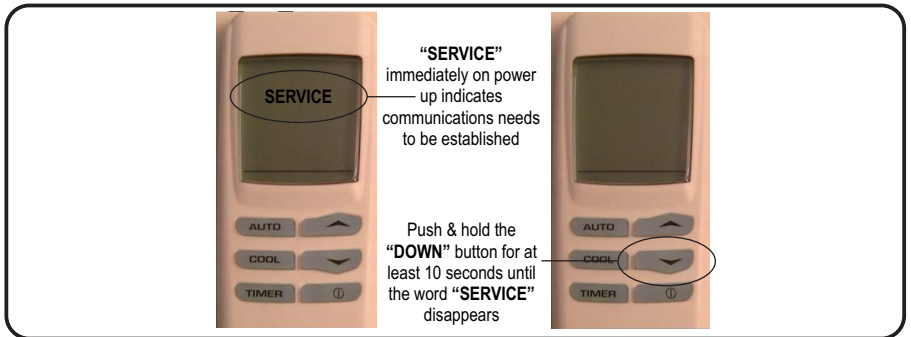 SERVICE
“SERVICE”
immediately on power
up indicates
communications needs
to be established
AUTO
COOL
TIMER
Push & hold the
“DOWN” button for at
least 10 seconds until
the word “SERVICE”
disappears
AUTO
COOL
TIMER